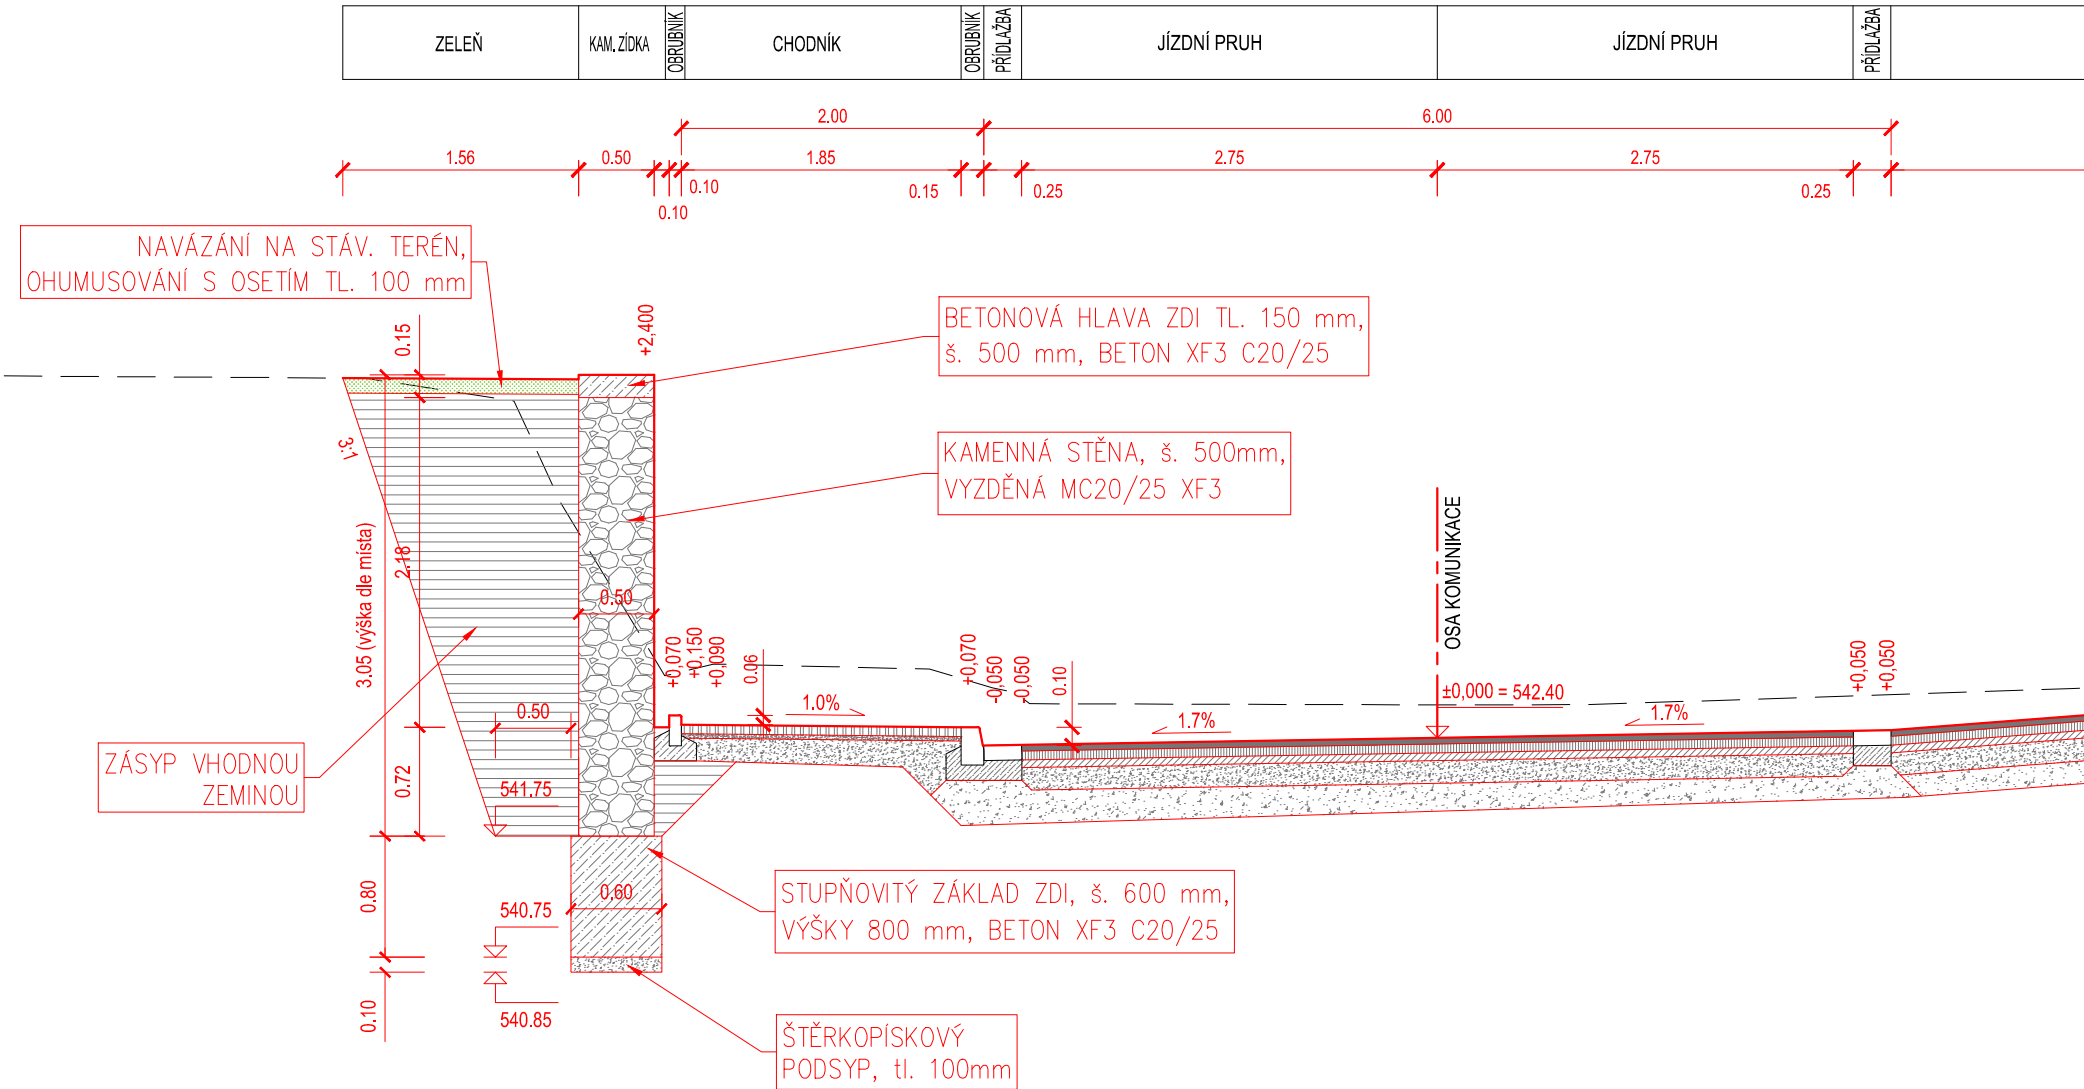 ZELEŇ
KAM. ZÍDKA
OBRUBNÍK
CHODNÍK
OBRUBNÍK
PŘÍDLAŽBA
JÍZDNÍ PRUH
JÍZDNÍ PRUH
PŘÍDLAŽBA
2.00
6.00
1.56
0.50
1.85
2.75
2.75
0.10
0.10
0.15
0.25
0.25
NAVÁZÁNÍ NA STÁV. TERÉN,
OHUMUSOVÁNÍ S OSETÍM TL. 100 mm
0.15
+2,400
BETONOVÁ HLAVA ZDI TL. 150 mm,
š. 500 mm, BETON XF3 C20/25
3:1
KAMENNÁ STĚNA, š. 500mm,
VYZDĚNÁ MC20/25 XF3
3.05 (výška dle místa)
2.18
0.50
OSA KOMUNIKACE
+0,070
+0,150
+0,090
0.06
+0,070
-0,050
-0,050
0.10
±0,000 = 542.40
+0,050
+0,050
1.0%
1.7%
1.7%
0.50
ZÁSYP VHODNOU
ZEMINOU
0.72
541.75
0.80
0.60
540.75
STUPŇOVITÝ ZÁKLAD ZDI, š. 600 mm,
VÝŠKY 800 mm, BETON XF3 C20/25
0.10
540.85
ŠTĚRKOPÍSKOVÝ
PODSYP, tl. 100mm